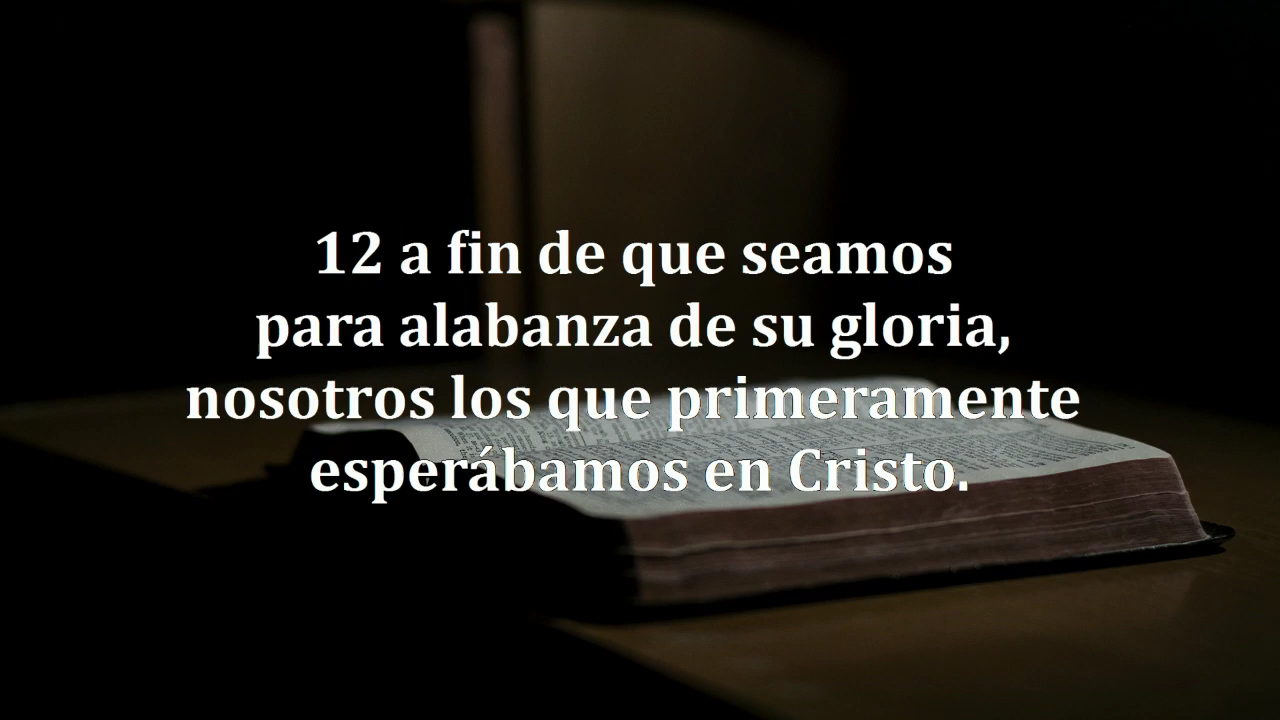 12 a fin de que seamos
para alabanza de su gloria,
nosotros los que primeramente
esperábamos en Cristo.